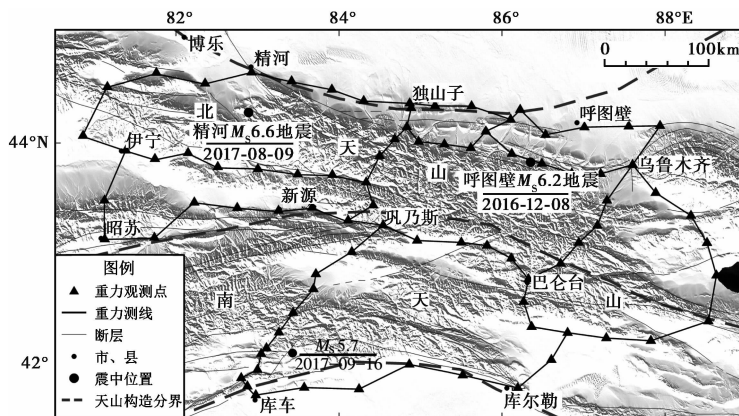 82° 84° 86° 88°E
博乐
精河
0 100km
独山子
呼图壁
北
44°N
精河Ms6.6地震
2017-08-09
伊宁
天
山
乌鲁木齐
呼图壁Ms6.2地震
2016-12-08
新源
巩乃斯
昭苏
图例
重力观测点
重力测线
断层
市、县
震中位置
天山构造分界
巴仑台
南
天
山
Ms5.7
2017-09-16
42°
库车
库尔勒